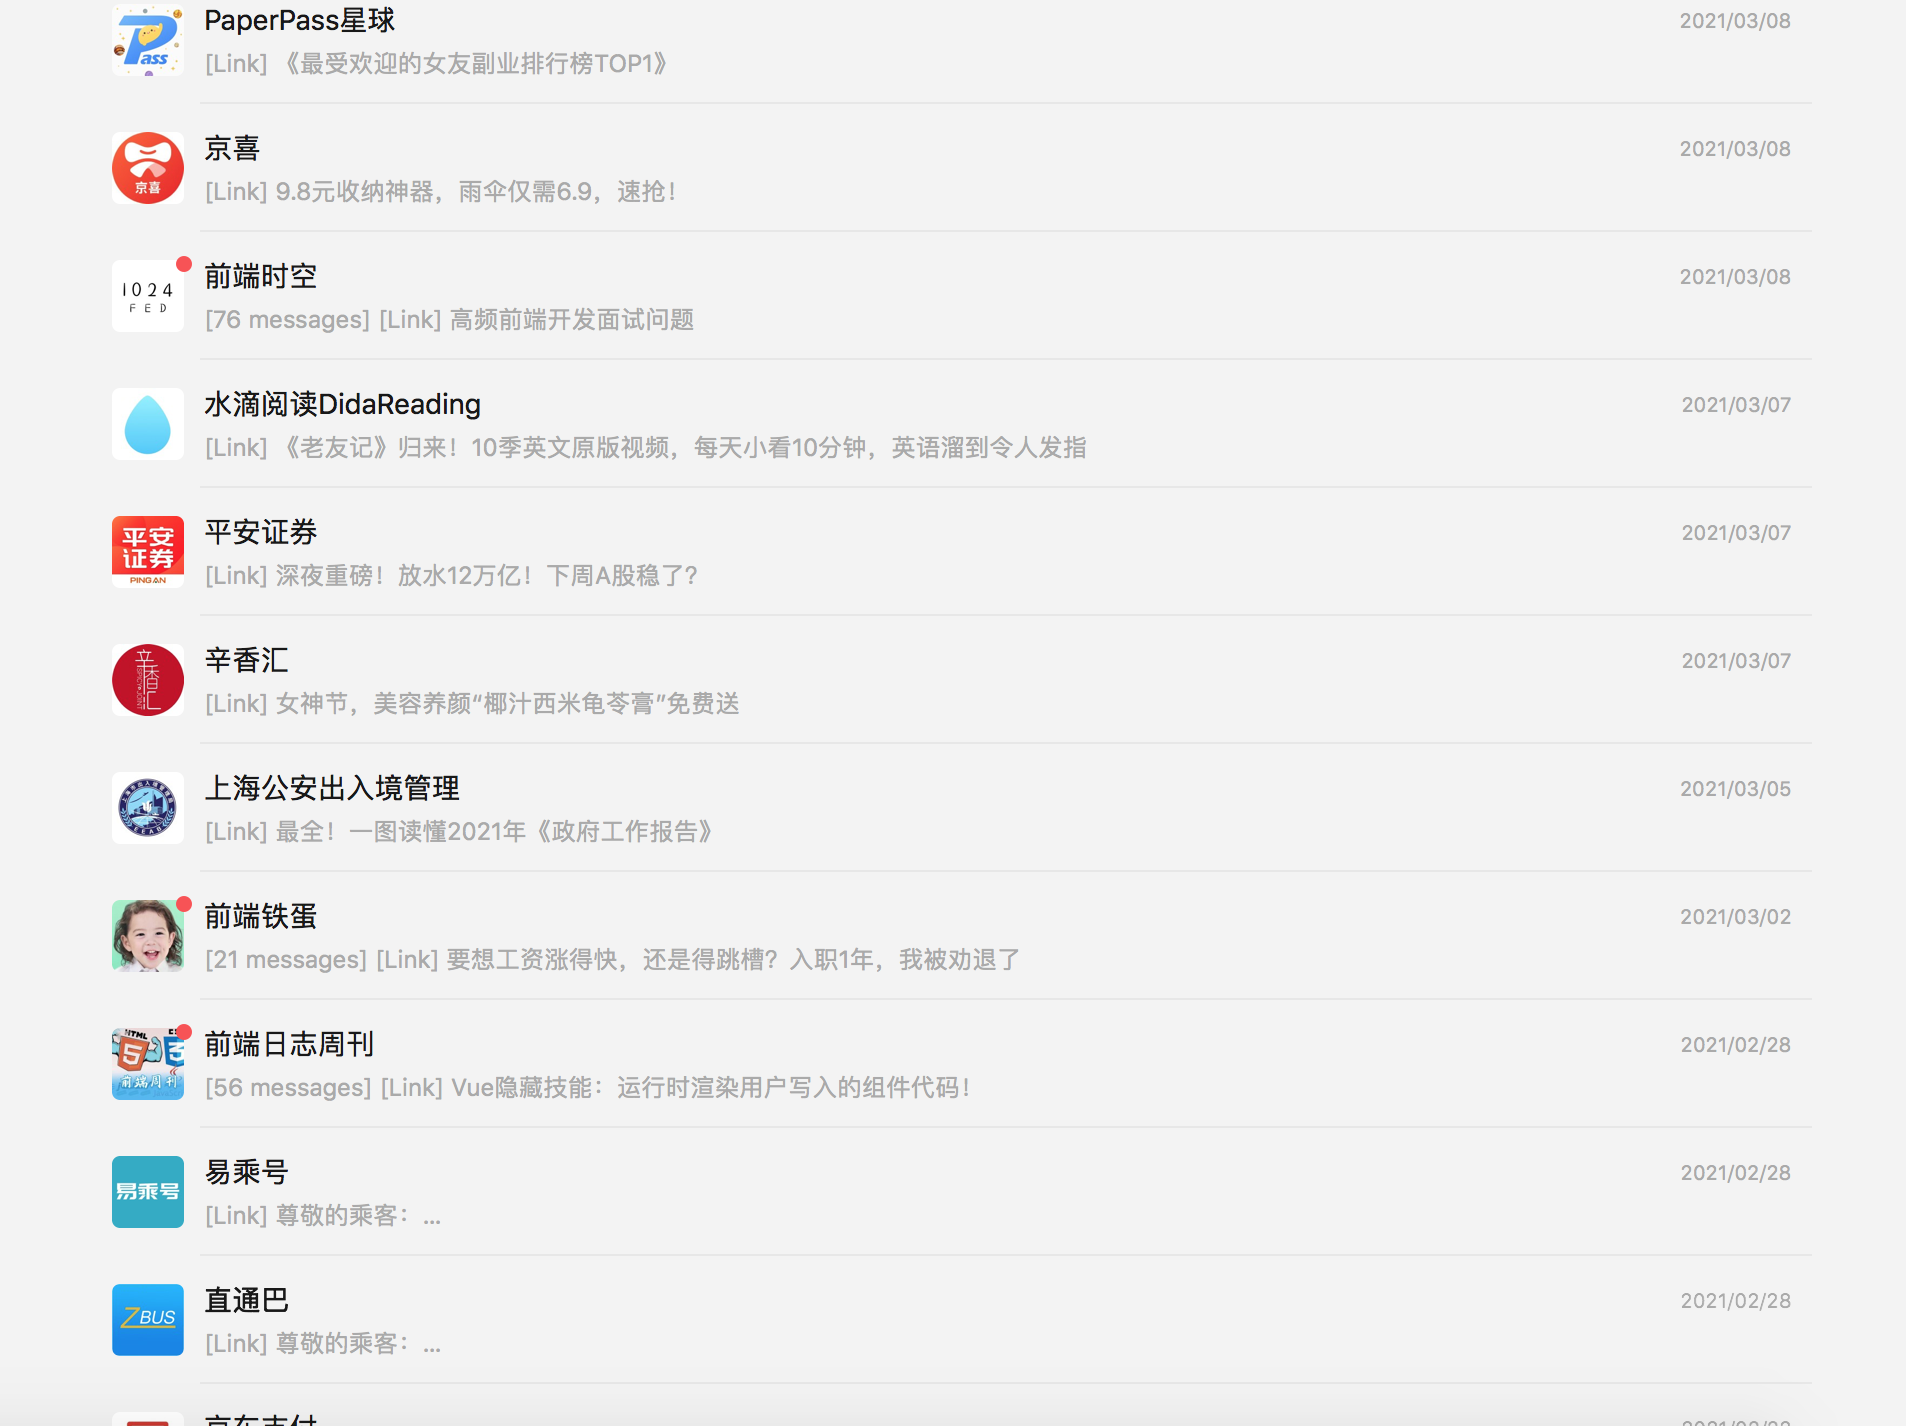 PaperPass星球
2021/03/08
[Link] 《最受欢迎的女友副业排行榜TOP1》
京喜
2021/03/08
[Link] 9.8元收纳神器，雨伞仅需6.9，速抢！
京喜
1024
FED
前端时空
2021/03/08
[76 messages] [Link] 高频前端开发面试问题
水滴阅读DidaReading
2021/03/07
[Link] 《老友记》归来！10季英文原版视频，每天小看10分钟，英语溜到令人发指
平安
证券
PINGAN
平安证券
2021/03/07
[Link] 深夜重磅！放水12万亿！下周A股稳了？
辛香汇
辛香汇
2021/03/07
[Link] 女神节，美容养颜“椰汁西米龟苓膏”免费送
上海公安出入境管理
2021/03/05
[Link] 最全！一图读懂2021年《政府工作报告》
前端铁蛋
2021/03/02
[21 messages] [Link] 要想工资涨得快，还是得跳槽？入职1年，我被劝退了
HTML
5
3
前端周刊
前端日志周刊
2021/02/28
[56 messages] [Link] Vue隐藏技能：运行时渲染用户写入的组件代码！
易乘号
易乘号
2021/02/28
[Link] 尊敬的乘客：...
ZBUS
直通巴
2021/02/28
[Link] 尊敬的乘客：...
京东支付
2021/02/28